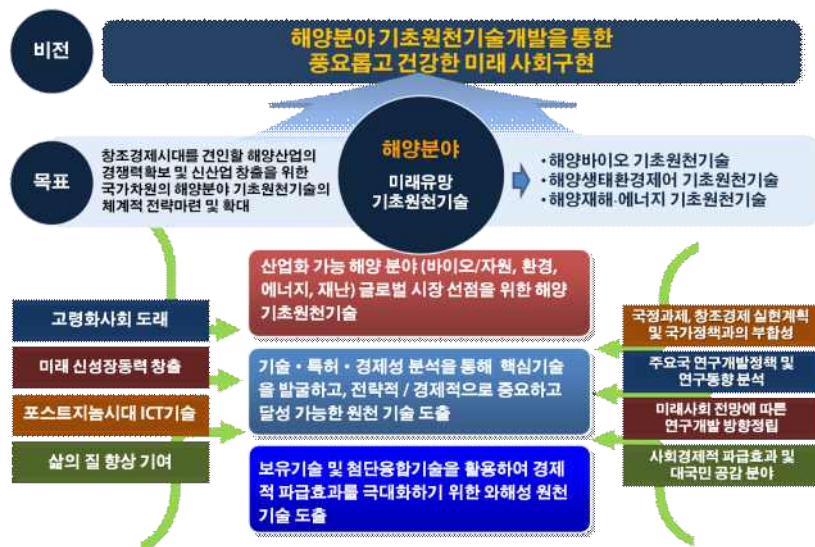 비전
해양분야 기초원천기술개발을 통한
풍요롭고 건강한 미래 사회구현
목표
창조경제시대를 견인할 해양산업의
경쟁력확보 및 신산업 창출을 위한
국가차원의 해양분야 기초원천기술의
체계적 전략마련 및 확대
해양분야
미래유망
기초원천기술
• 해양바이오 기초원천기술
• 해양생태환경제어 기초원천기술
• 해양재해·에너지 기초원천기술
산업화 가능 해양 분야 (바이오/자원, 환경,
에너지, 재난) 글로벌 시장 선점을 위한 해양
기초원천기술
고령화사회 도래
미래 신성장동력 창출
포스트지놈시대 ICT기술
삶의 질 향상 기여
기술·특허·경제성 분석을 통해 핵심기술
을 발굴하고, 전략적 / 경제적으로 중요하고
달성 가능한 원천 기술 도출
보유기술 및 첨단융합기술을 활용하여 경제
적 파급효과를 극대화하기 위한 와해성 원천
기술 도출
국정과제, 창조경제 실현계획
및 국가정책과의 부합성
주요국 연구개발정책 및
연구동향 분석
미래사회 전망에 따른
연구개발 방향정립
사회경제적 파급효과 및
대국민 공감 분야